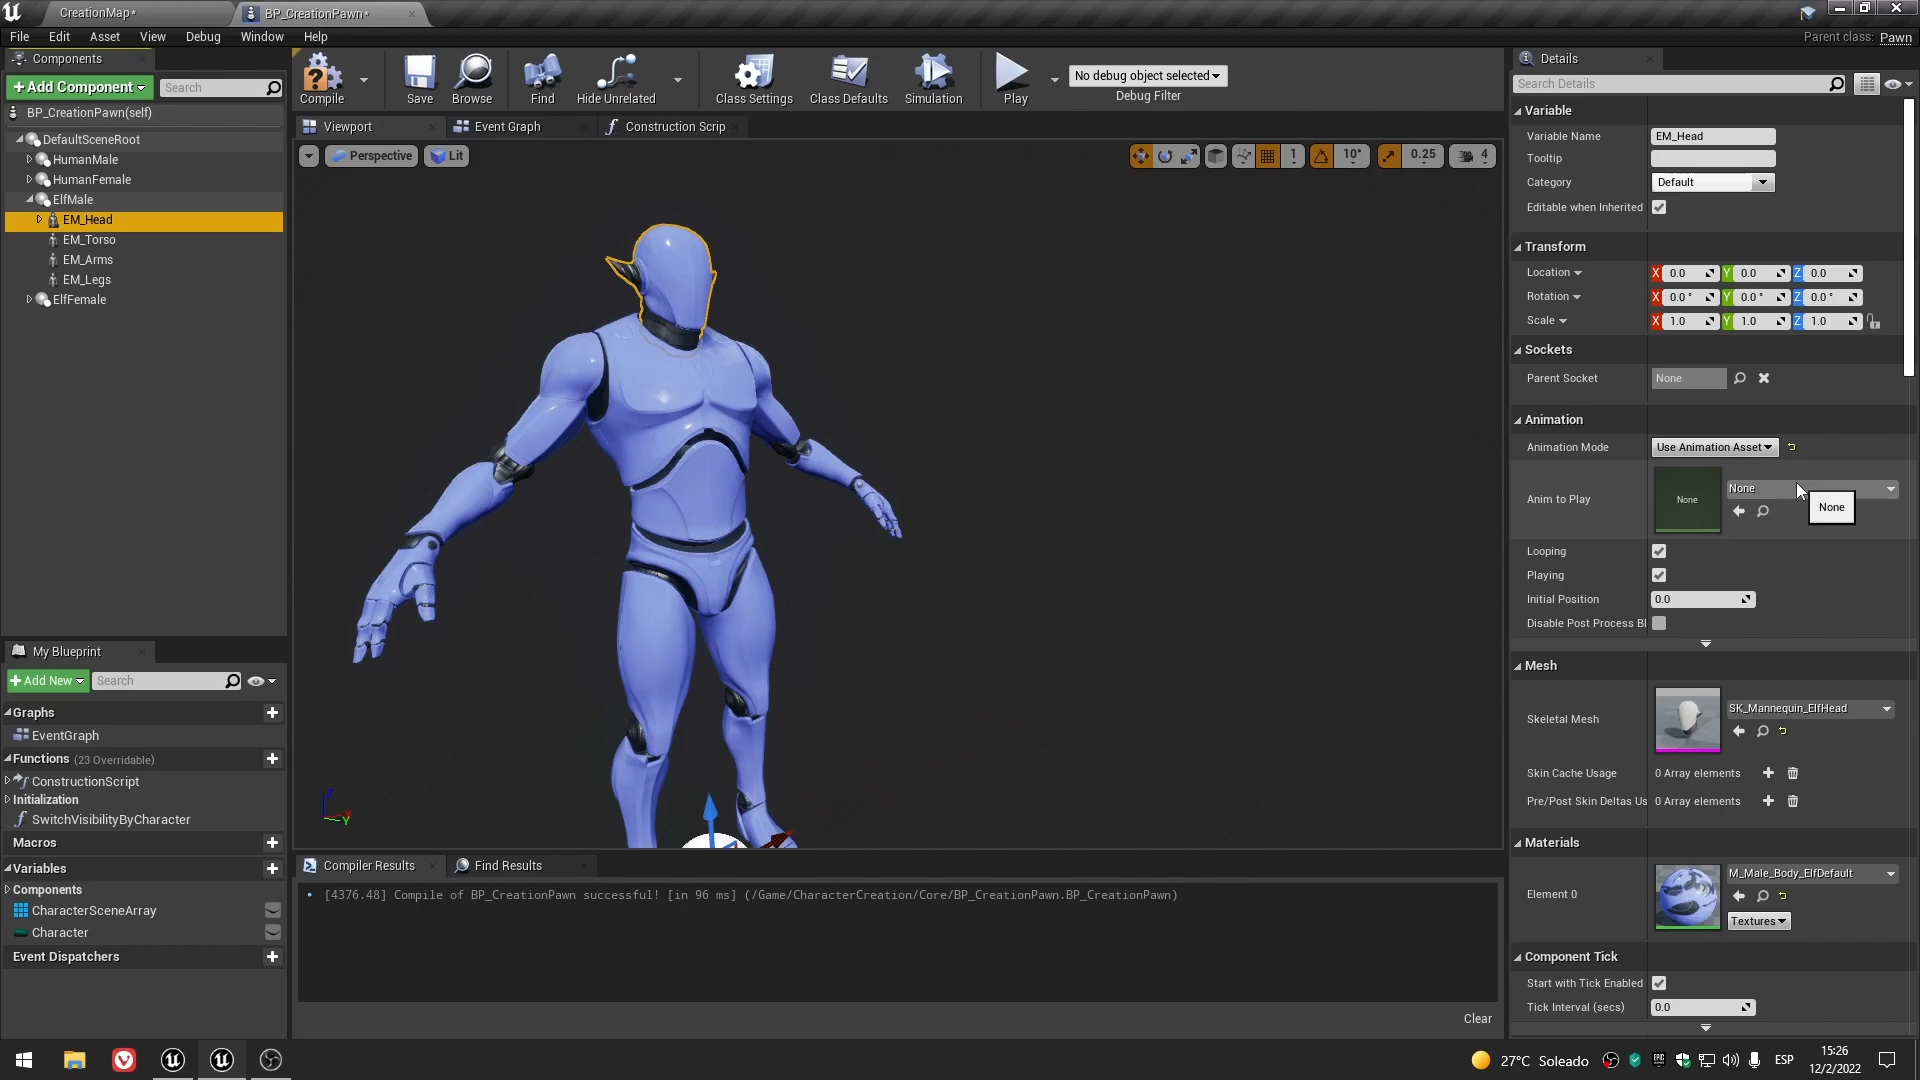 CreationMap*
BP_CreationPawn*
File Edit Asset View Debug Window Help
Parent class: Pawn
Components
+Add Component
Search
BP_CreationPawn(self)
DefaultSceneRoot
HumanMale
HumanFemale
ElfMale
EM_Head
EM_Torso
EM_Arms
EM_Legs
ElfFemale
My Blueprint
+Add New
Search
Graphs
EventGraph
Functions (23 Overridable)
ConstructionScript
Initialization
SwitchVisibilityByCharacter
Macros
Variables
Components
CharacterSceneArray
Character
Event Dispatchers
Compile
Save
Browse
Find
Hide Unrelated
Class Settings
Class Defaults
Simulation
Play
No debug object selected
Debug Filter
Viewport
Event Graph
Construction Scrip
Perspective
Lit
1
10°
0.25
4
Z
Y
Compiler Results
Find Results
[4376.48] Compile of BP_CreationPawn successful! [in 96 ms] (/Game/CharacterCreation/Core/BP_CreationPawn.BP_CreationPawn)
Clear
Details
Search Details
Variable
Variable Name EM_Head
Tooltip
Category Default
Editable when Inherited
Transform
Location X 0.0 Y 0.0 Z 0.0
Rotation X 0.0 ° Y 0.0 ° Z 0.0 °
Scale X 1.0 Y 1.0 Z 1.0
Sockets
Parent Socket None
Animation
Animation Mode Use Animation Asset
Anim to Play None None
None
Looping
Playing
Initial Position 0.0
Disable Post Process Bl
Mesh
Skeletal Mesh SK_Mannequin_ElfHead
Skin Cache Usage 0 Array elements
Pre/Post Skin Deltas Us 0 Array elements
Materials
Element 0 M_Male_Body_ElfDefault
Textures
Component Tick
Start with Tick Enabled
Tick Interval (secs) 0.0
27°C Soleado
EPIC
ESP
15:26
12/2/2022